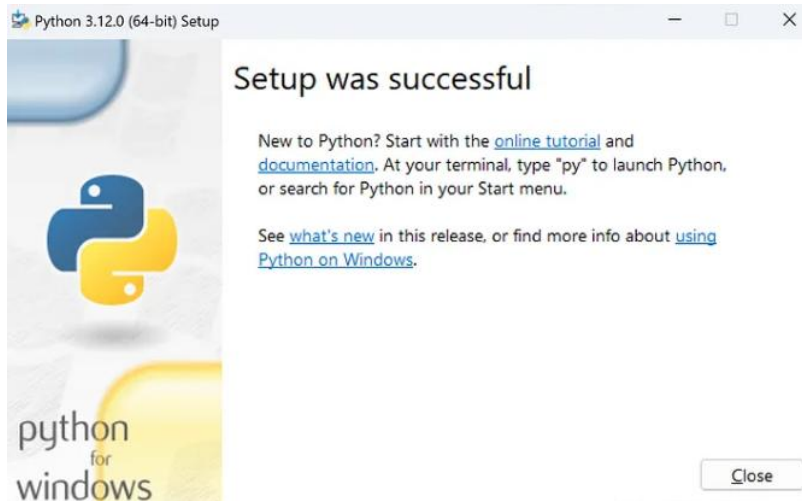 Python 3.12.0 (64-bit) Setup
Setup was successful
New to Python? Start with the online tutorial and
documentation. At your terminal, type "py" to launch Python,
or search for Python in your Start menu.
See what's new in this release, or find more info about using
Python on Windows.
python
for
windows
Close